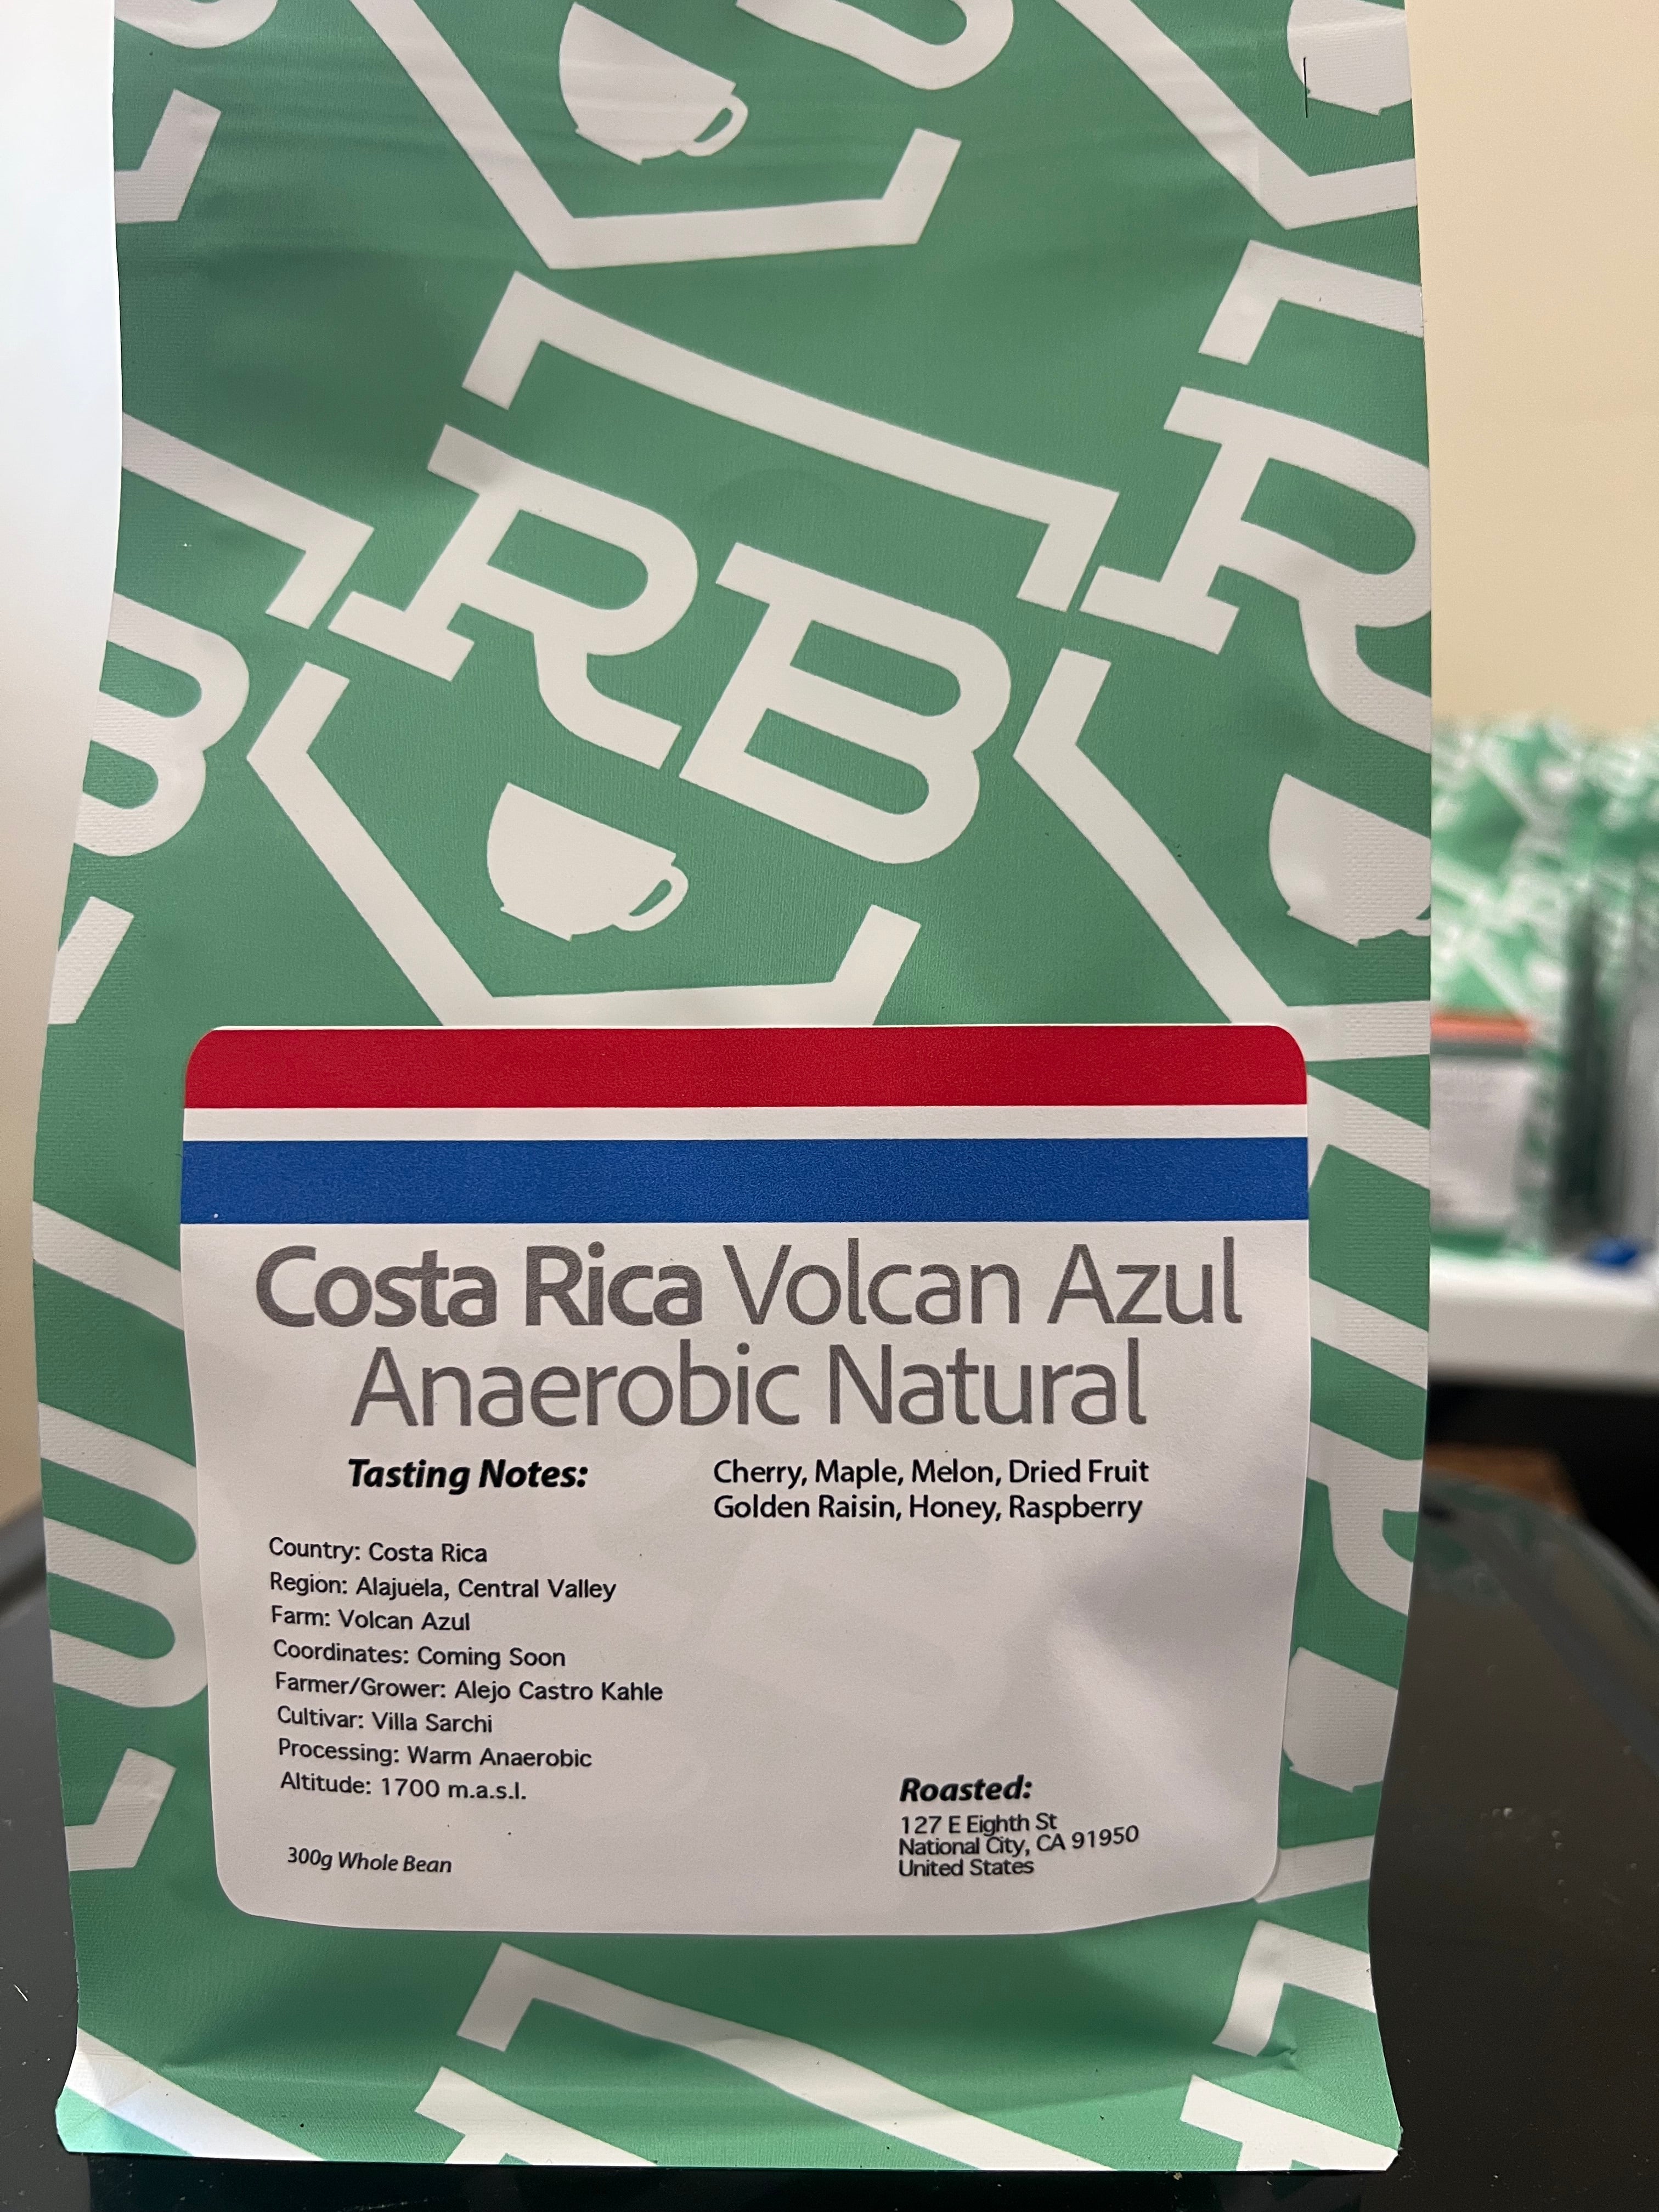 RB
R
B
Costa Rica Volcan Azul
Anaerobic Natural
Tasting Notes:
Cherry, Maple, Melon, Dried Fruit
Golden Raisin, Honey, Raspberry
Country: Costa Rica
Region: Alajuela, Central Valley
Farm: Volcan Azul
Coordinates: Coming Soon
Farmer/Grower: Alejo Castro Kahle
Cultivar: Villa Sarchi
Processing: Warm Anaerobic
Altitude: 1700 m.a.s.l.
300g Whole Bean
Roasted:
127 E Eighth St
National City, CA 91950
United States